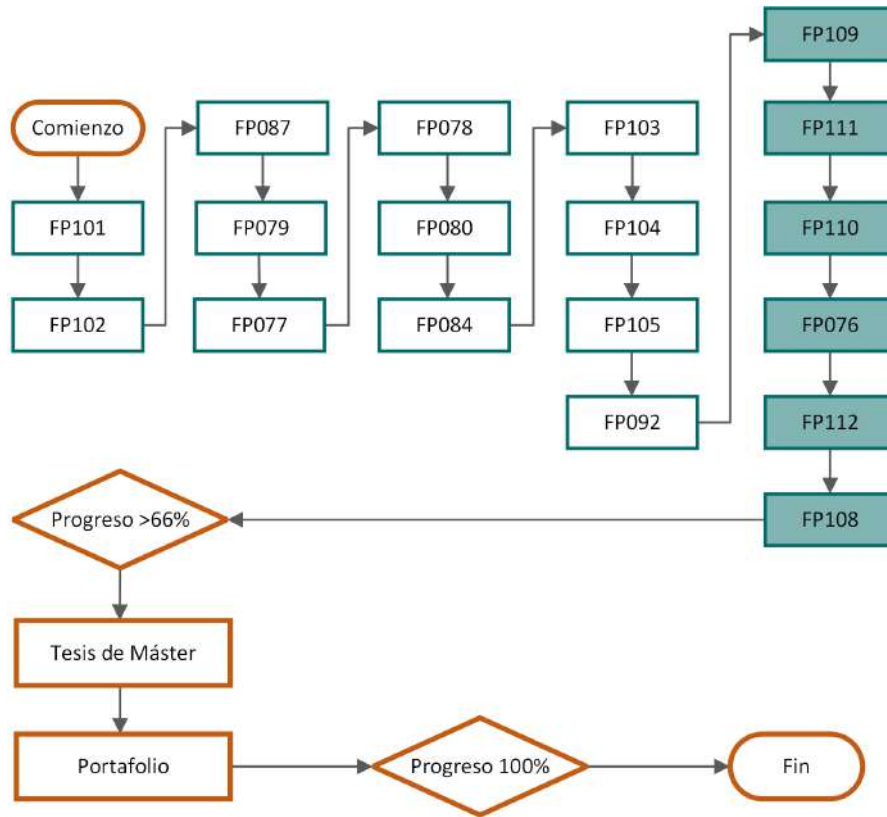 Comienzo
FP101
FP102
FP087
FP079
FP077
FP078
FP080
FP084
FP103
FP104
FP105
FP092
FP109
FP111
FP110
FP076
FP112
FP108
Progreso >66%
Tesis de Máster
Portafolio
Progreso 100%
Fin